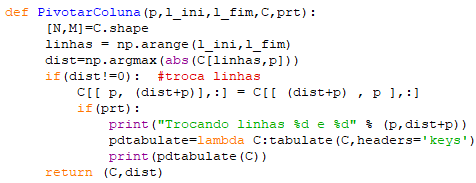 def PivotarColuna(p,l_ini,l_fim,C,prt):
    [N,M]=C.shape
    linhas = np.arange(l_ini,l_fim)
    dist=np.argmax(abs(C[linhas,p]))
    if(dist!=0):  #troca linhas
        C[[ p, (dist+p)],:] = C[[ (dist+p) , p ],:]
        if(prt):
            print("Trocando linhas %d e %d" % (p,dist+p))
            pdtabulate=lambda C:tabulate(C,headers='keys')
            print(pdtabulate(C))
    return (C,dist)